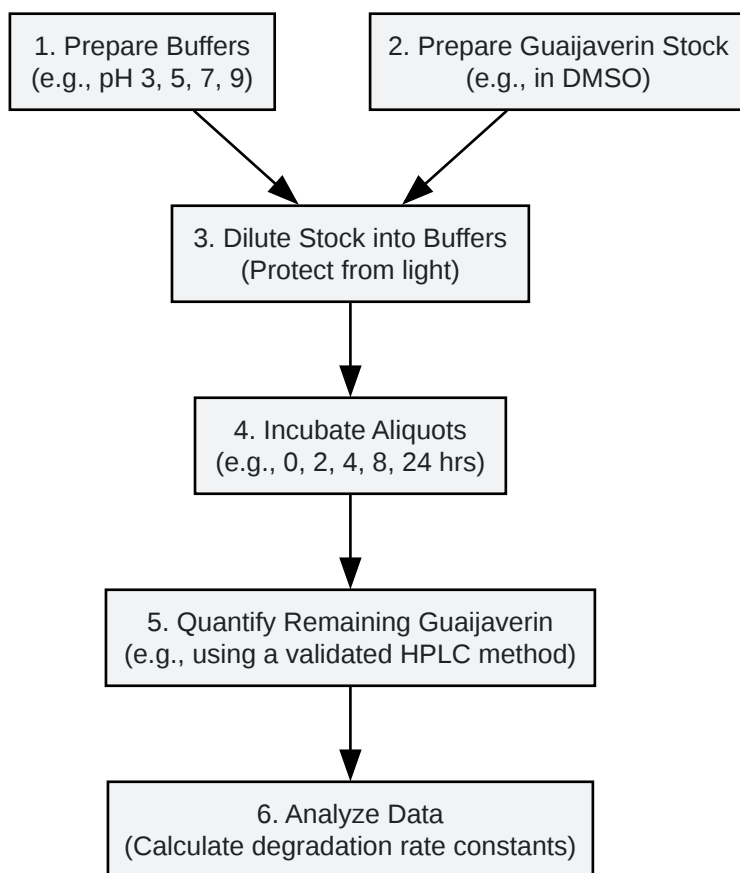 1. Prepare Buffers
(e.g., pH 3, 5, 7, 9)
2. Prepare Guaijaverin Stock
(e.g., in DMSO)
3. Dilute Stock into Buffers
(Protect from light)
4. Incubate Aliquots
(e.g., 0, 2, 4, 8, 24 hrs)
5. Quantify Remaining Guaijaverin
(e.g., using a validated HPLC method)
6. Analyze Data
(Calculate degradation rate constants)